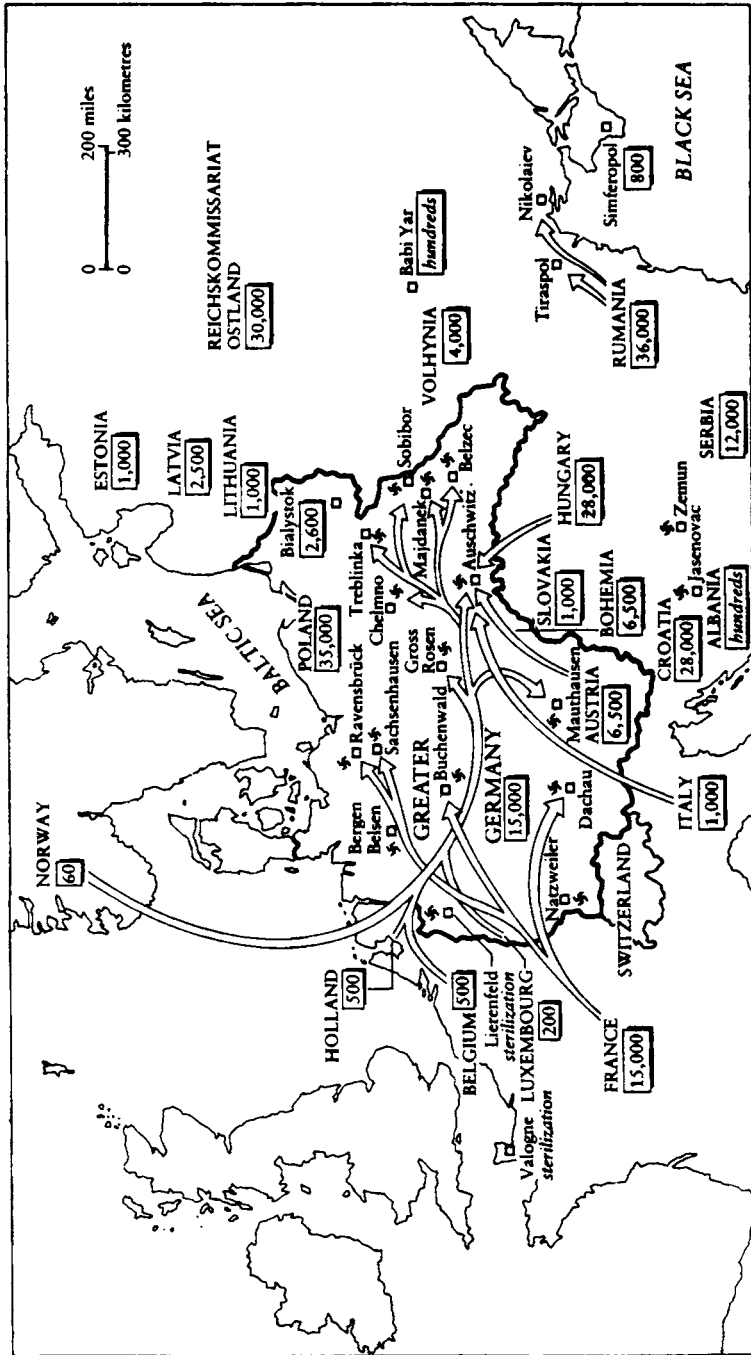 0 200 miles
0 300 kilometres
NORWAY
60
ESTONIA
1,000
LATVIA
2,500
LITHUANIA
1,000
REICHSKOMMISSARIAT
OSTLAND
30,000
BALTIC SEA
HOLLAND
500
BELGIUM
500
Lierenfeld
sterilization
LUXEMBOURG
200
Valogne
sterilization
FRANCE
15,000
Bergen
Belsen
Ravensbrück
Sachsenhausen
POLAND
35,000
Bialystok
2,600
Treblinka
Chelmno
Sobibor
Majdanek
Belzec
Auschwitz
Gross
Rosen
Buchenwald
GREATER
GERMANY
15,000
Natzweiler
Dachau
Mauthausen
AUSTRIA
6,500
SWITZERLAND
ITALY
1,000
BOHEMIA
6,500
SLOVAKIA
1,000
HUNGARY
28,000
VOLHYNIA
4,000
Babi Yar
hundreds
CROATIA
28,000
Jasenovac
Zemun
ALBANIA
hundreds
SERBIA
12,000
RUMANIA
36,000
Tiraspol
Nikolaiev
Simferopol
800
BLACK SEA